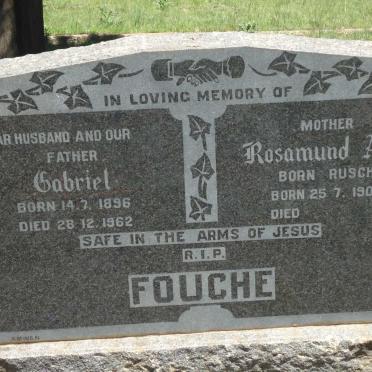 IN LOVING MEMORY OF
AR HUSBAND AND OUR
FATHER
Gabriel
BORN 14.7.1896
DIED 28.12.1962
MOTHER
Rosamund
BORN RUSCH
BORN 25.7.190
DIED
SAFE IN THE ARMS OF JESUS
R.I.P.
FOUCHE